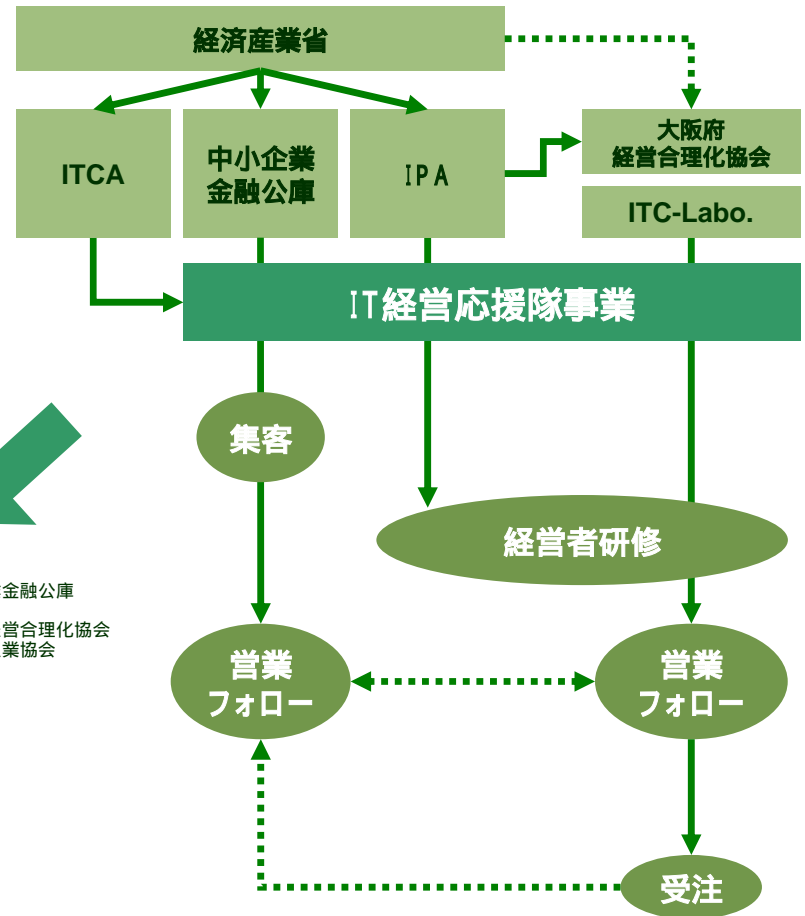 経済産業省
ITCA
中小企業
金融公庫
ＩＰＡ
大阪府
経営合理化協会
ITC-Labo.
IT経営応援隊事業
集客
経営者研修
金融公庫
営合理化協会
業協会
営業
フォロー
営業
フォロー
受注